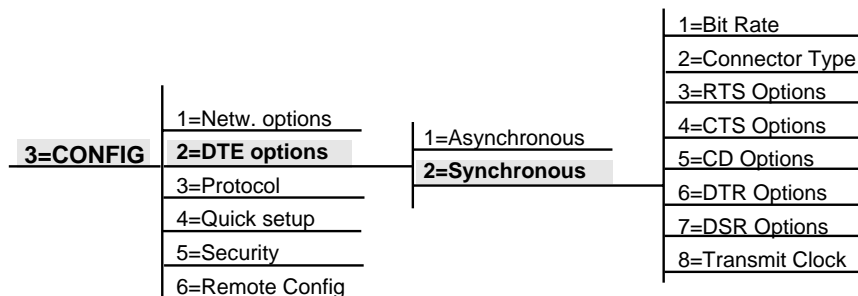 3=CONFIG
1=Netw. options
2=DTE options
3=Protocol
4=Quick setup
5=Security
6=Remote Config
1=Asynchronous
2=Synchronous
1=Bit Rate
2=Connector Type
3=RTS Options
4=CTS Options
5=CD Options
6=DTR Options
7=DSR Options
8=Transmit Clock